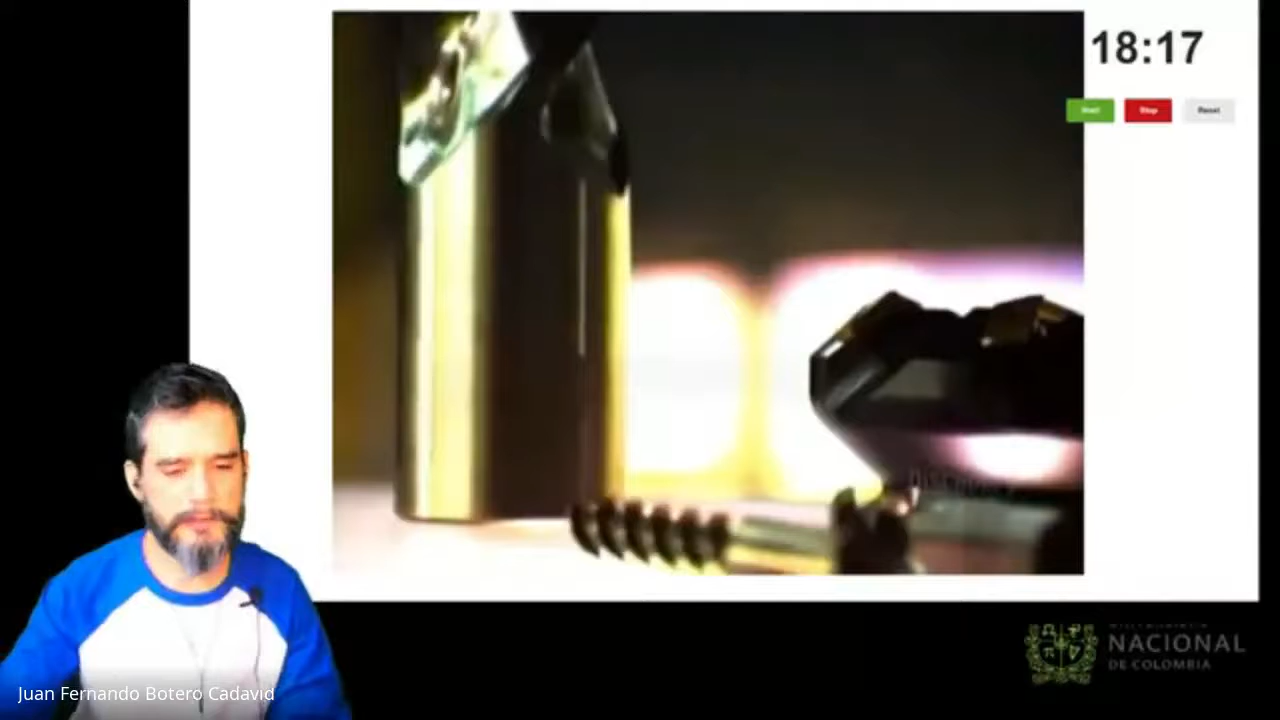 18:17
Start
Stop
Reset
NACIONAL
DE COLOMBIA
Juan Fernando Botero Cadavid